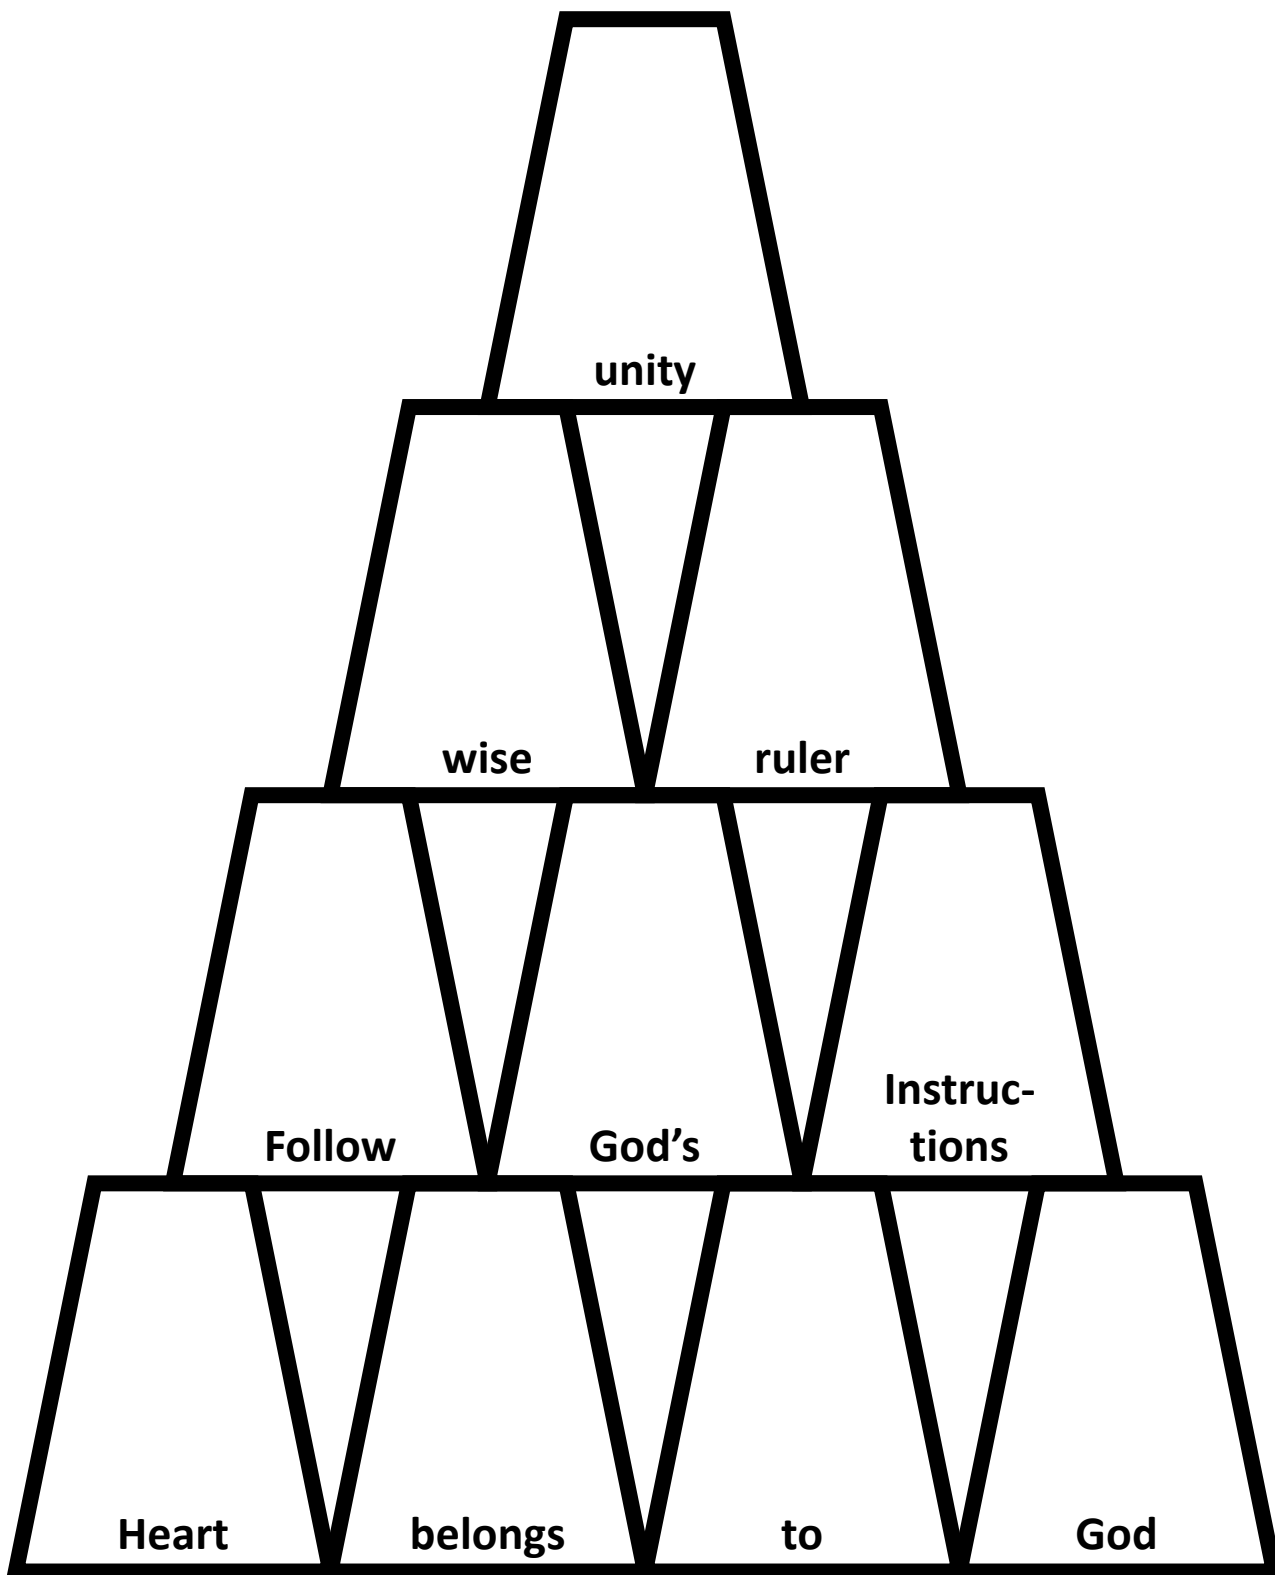 unity
wise ruler
Follow God’s Instruc-
tions
Heart belongs to God